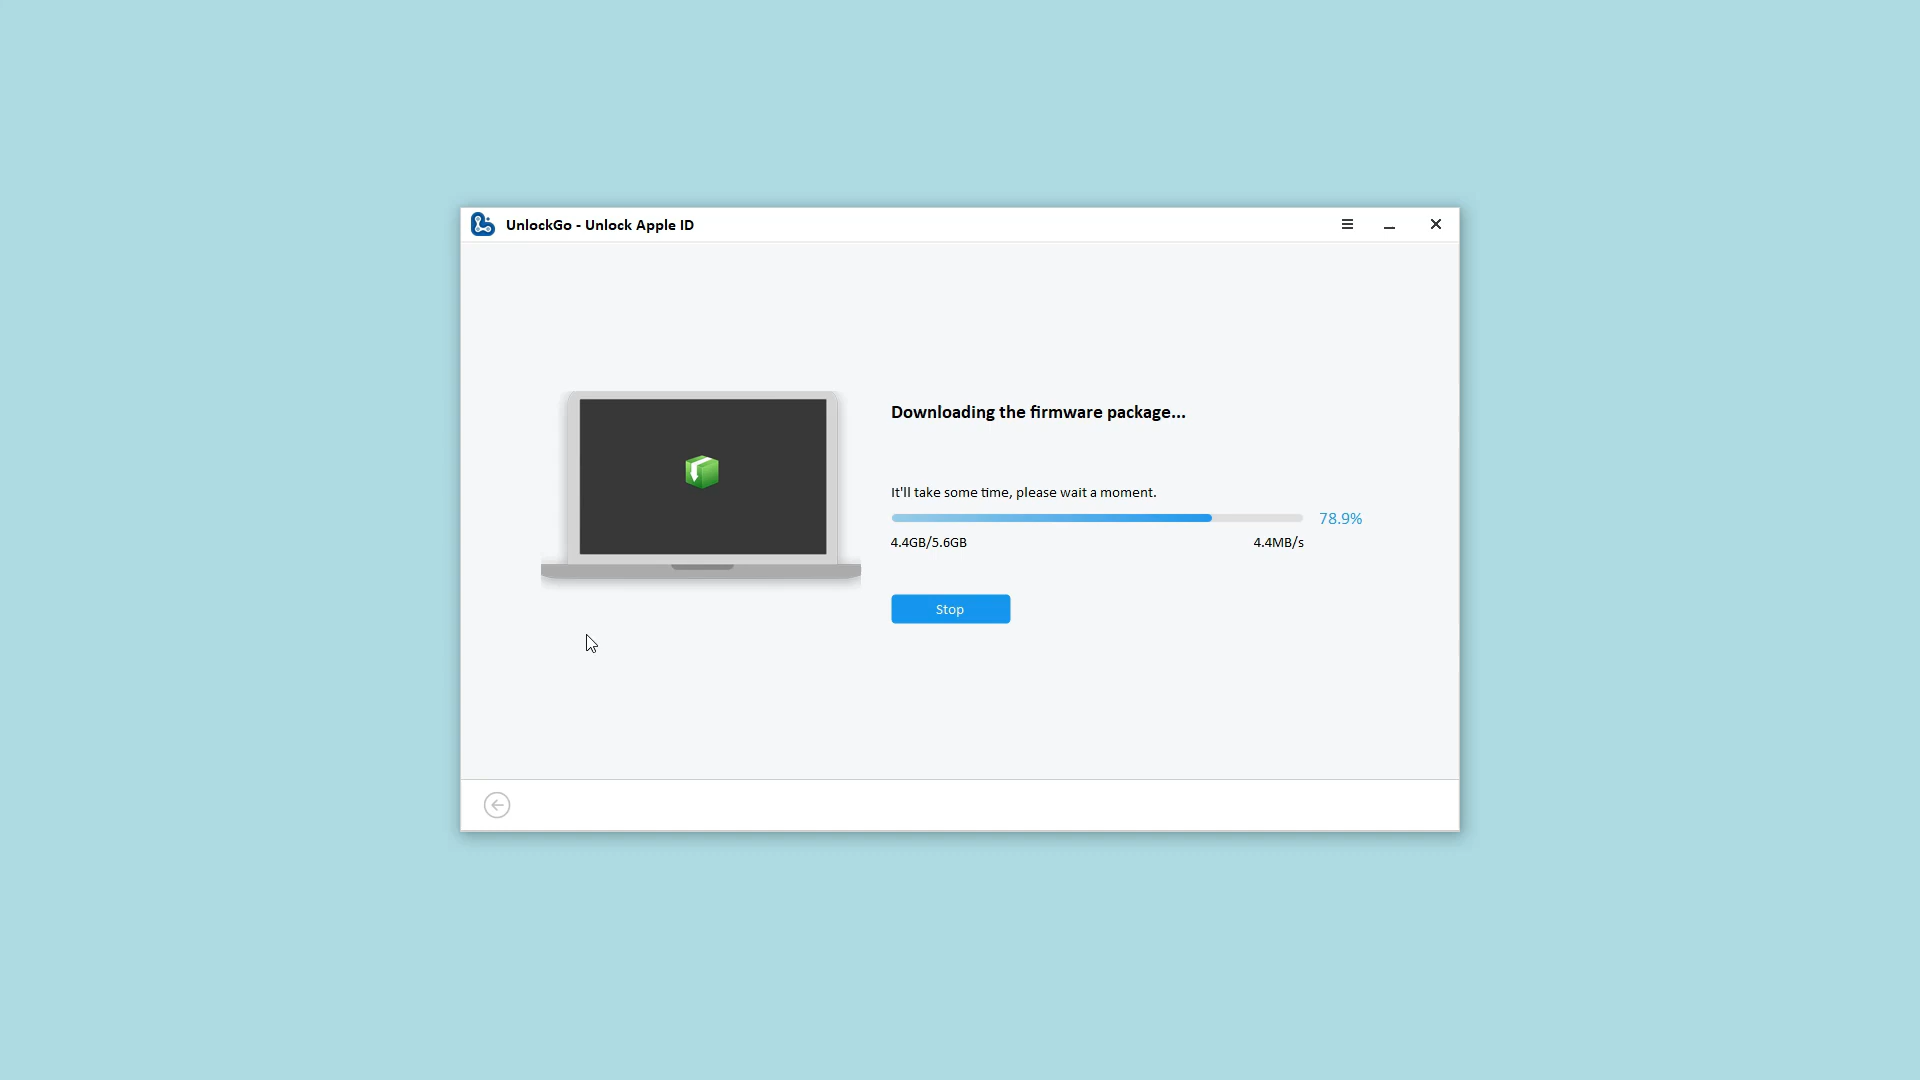 UnlockGo - Unlock Apple ID
Downloading the firmware package...
It'll take some time, please wait a moment.
78.9%
4.4GB/5.6GB
4.4MB/s
Stop